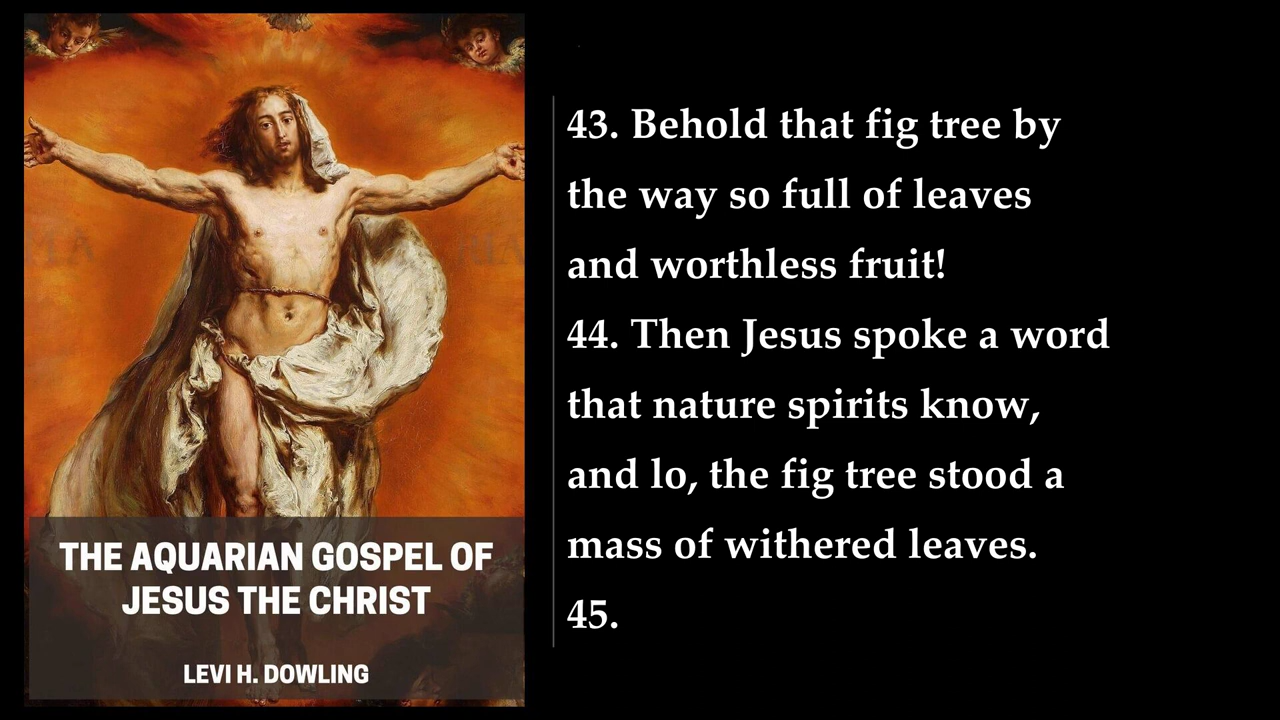 THE AQUARIAN GOSPEL OF
JESUS THE CHRIST
LEVI H. DOWLING
43. Behold that fig tree by
the way so full of leaves
and worthless fruit!
44. Then Jesus spoke a word
that nature spirits know,
and lo, the fig tree stood a
mass of withered leaves.
45.